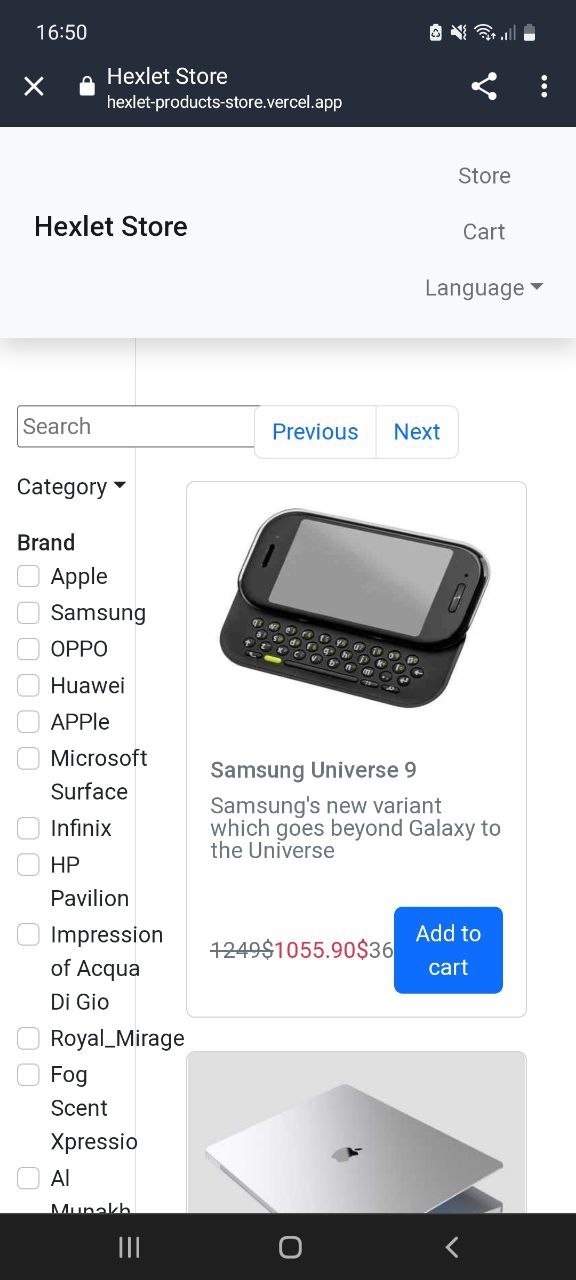 16:50
Hexlet Store
hexlet-products-store.vercel.app
Store
Hexlet Store
Cart
Language
Search
Previous
Next
Category
Brand
Apple
Samsung
OPPO
Huawei
APPle
Microsoft
Surface
Infinix
HP
Pavilion
Impression
of Acqua
Di Gio
Royal_Mirage
Fog
Scent
Xpressio
Al
Munakh
Samsung Universe 9
Samsung's new variant
which goes beyond Galaxy to
the Universe
1249$1055.90$36
Add to
cart